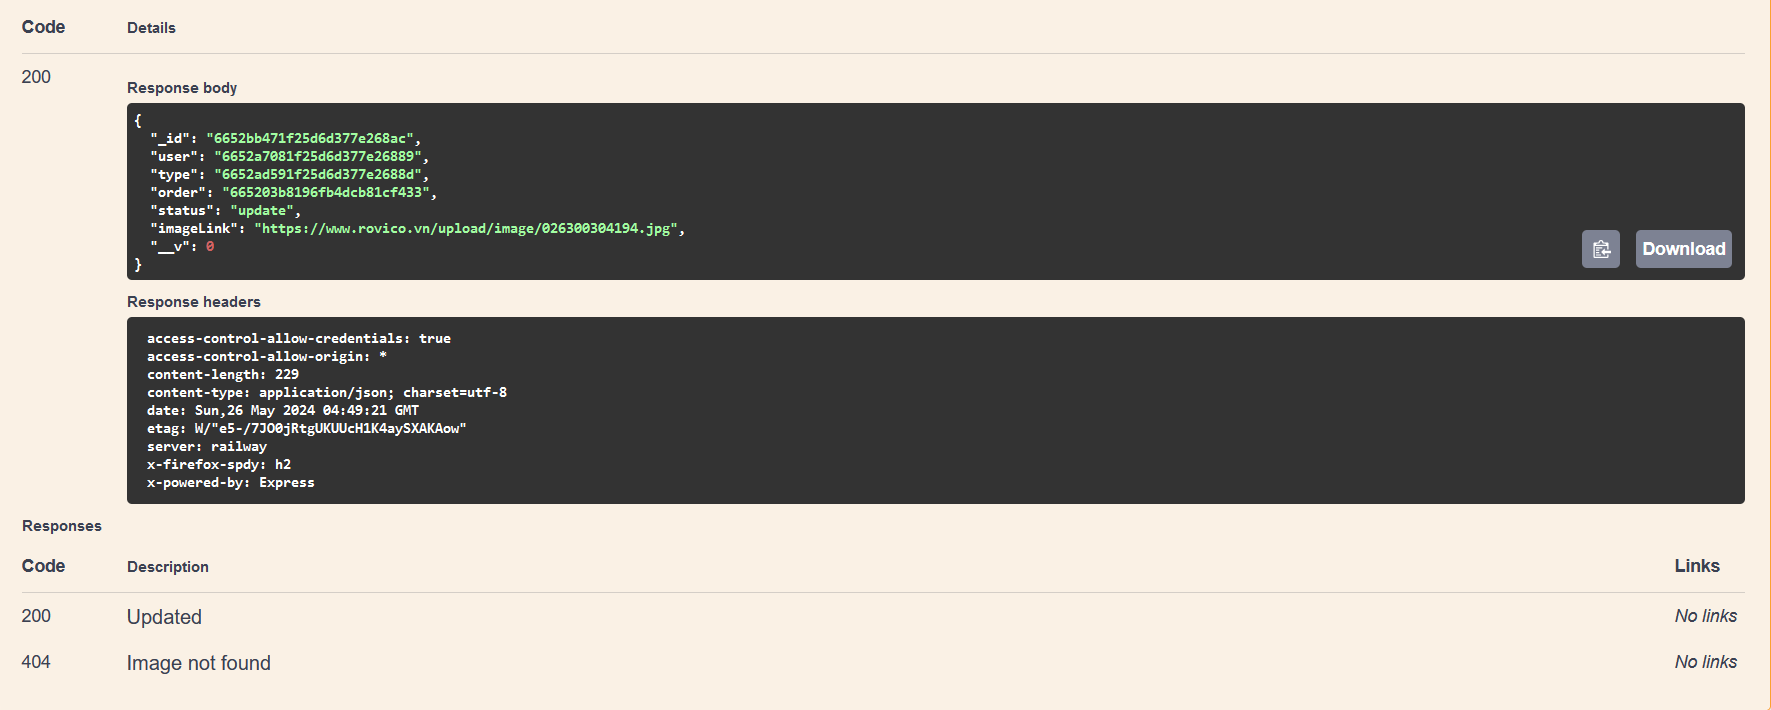 Code Details
200
Response body
{
"_id": "6652bb471f25d6d377e268ac",
"user": "6652a7081f25d6d377e26889",
"type": "6652ad591f25d6d377e2688d",
"order": "665203b8196fb4dcb81cf433",
"status": "update",
"imageLink": "https://www.rovico.vn/upload/image/026300304194.jpg",
"__v": 0
}
Download
Response headers
access-control-allow-credentials: true
access-control-allow-origin: *
content-length: 229
content-type: application/json; charset=utf-8
date: Sun,26 May 2024 04:49:21 GMT
etag: W/"e5-/7JO0jRtgUKUUcH1K4aySXAKAow"
server: railway
x-firefox-spdy: h2
x-powered-by: Express
Responses
Code Description Links
200 Updated No links
404 Image not found No links